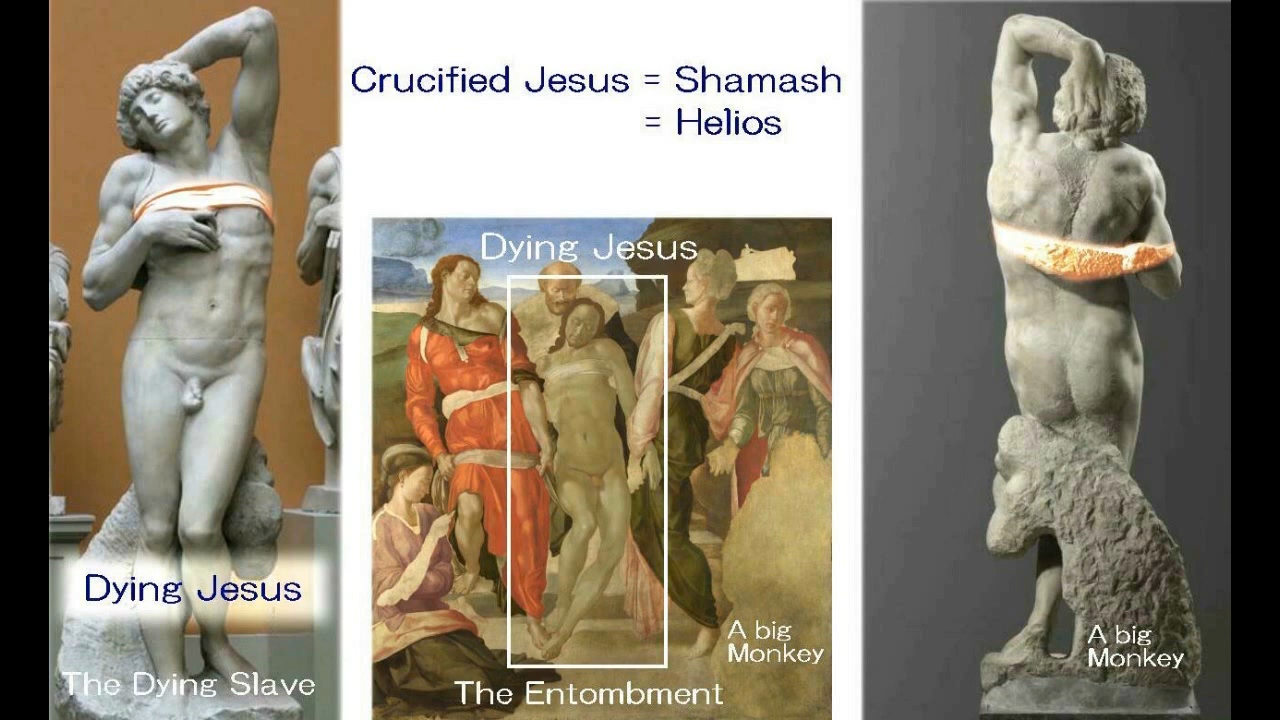 Crucified Jesus = Shamash
= Helios
Dying Jesus
The Dying Slave
Dying Jesus
A big
Monkey
The Entombment
A big
Monkey